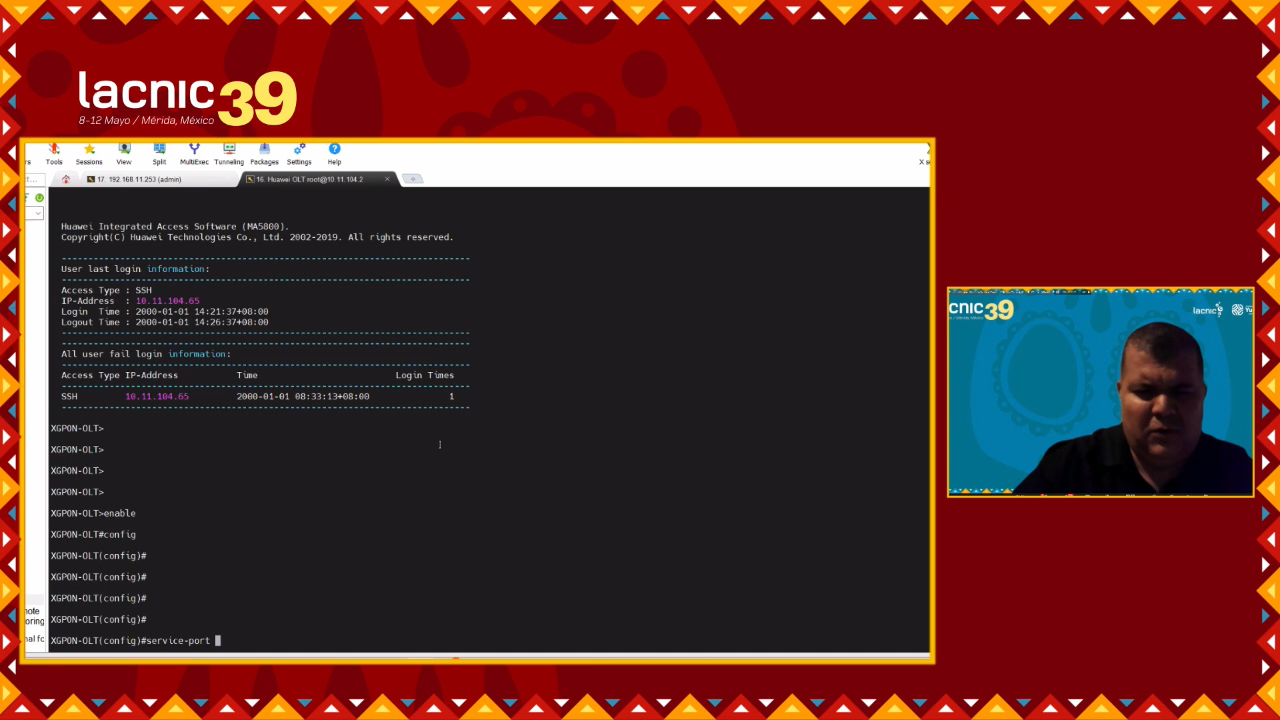 lacnic 39
8-12 Mayo / Mérida, México
Tools
Sessions
View
Split
MultiExec
Tunneling
Packages
Settings
Help
17. 192.168.11.253 (admin)
16. Huawei OLT root@10.11.104.2
Huawei Integrated Access Software (MA5800).
Copyright(C) Huawei Technologies Co., Ltd. 2002-2019. All rights reserved.
User last login information:
Access Type : SSH
IP-Address  : 10.11.104.65
Login  Time : 2000-01-01 14:21:37+08:00
Logout Time : 2000-01-01 14:26:37+08:00
All user fail login information:
Access Type IP-Address Time Login Times
SSH 10.11.104.65 2000-01-01 08:33:13+08:00 1
XGPON-OLT>
XGPON-OLT>
XGPON-OLT>
XGPON-OLT>
XGPON-OLT>enable
XGPON-OLT#config
XGPON-OLT(config)#
XGPON-OLT(config)#
XGPON-OLT(config)#
XGPON-OLT(config)#
XGPON-OLT(config)#service-port
cnic 39
lacnic